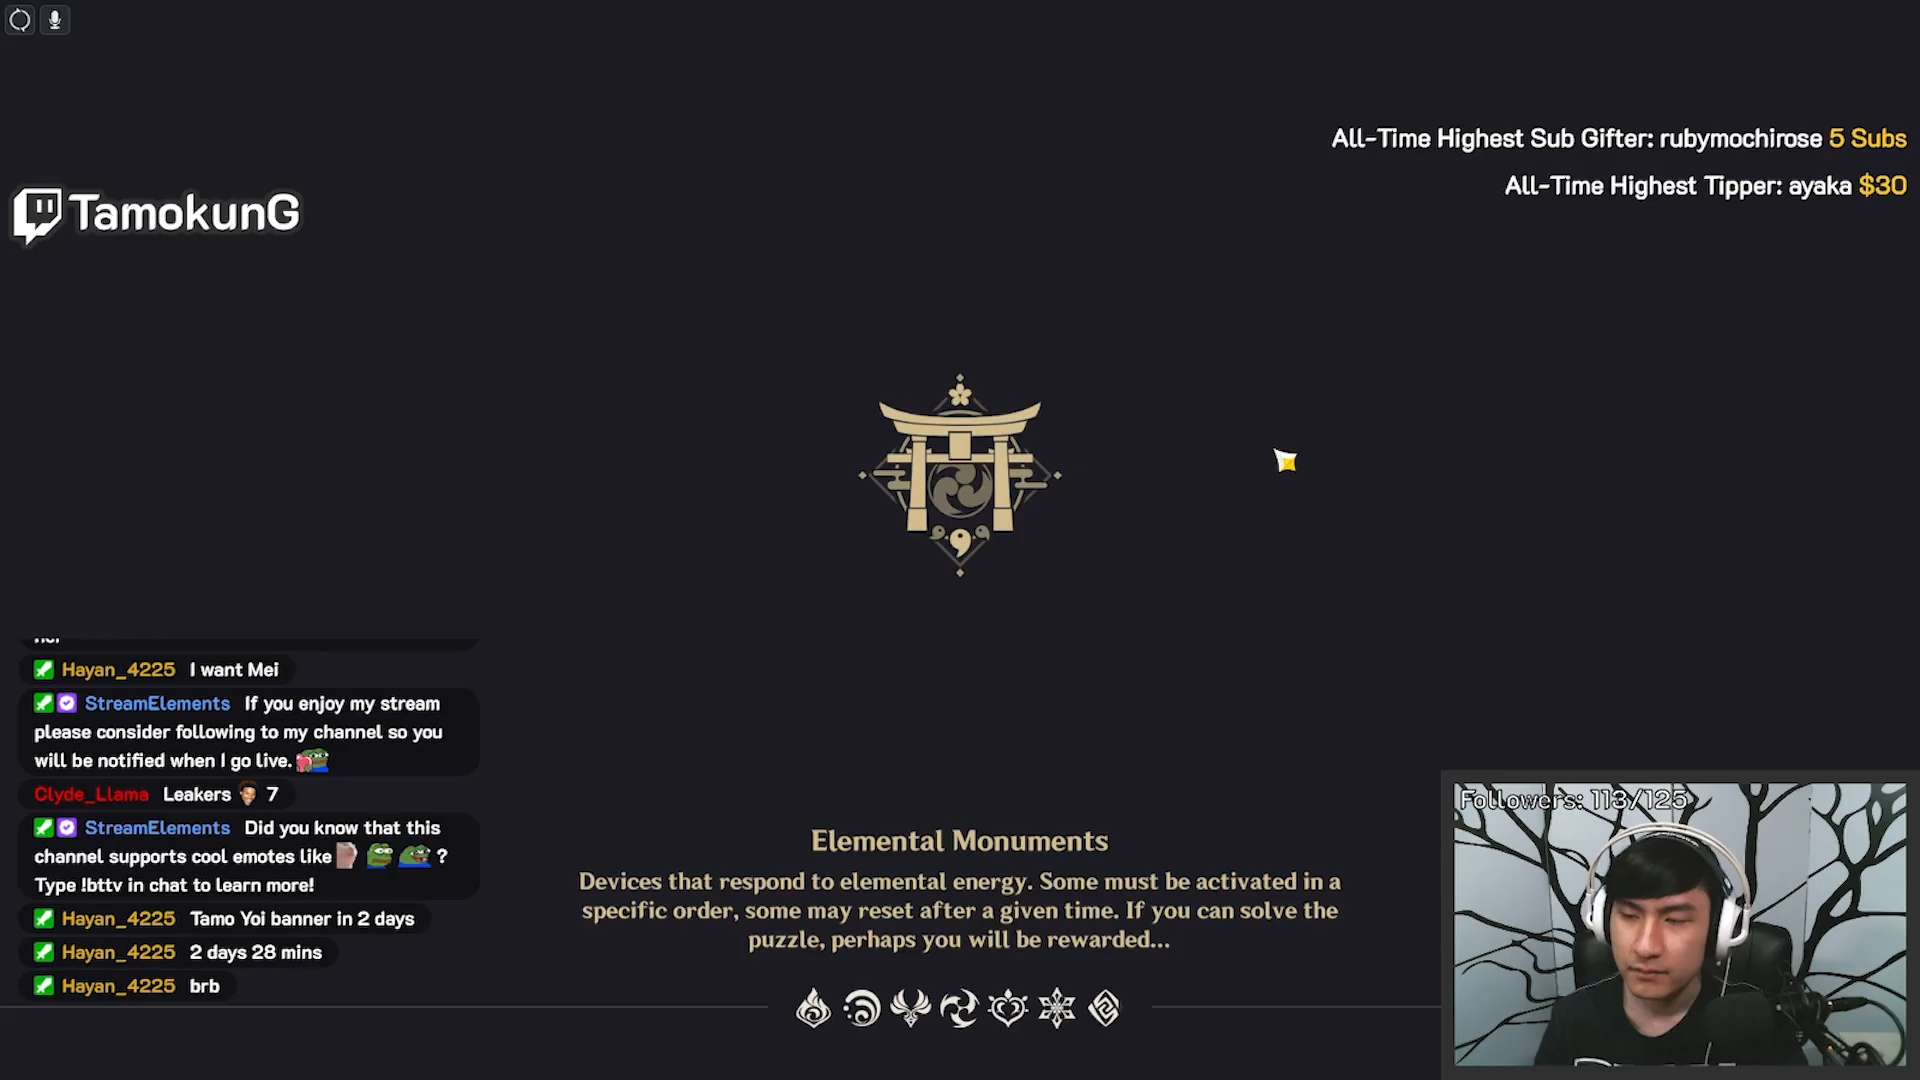 All-Time Highest Sub Gifter: rubymochirose 5 Subs
All-Time Highest Tipper: ayaka $30
TamokunG
Hayan_4225 I want Mei
StreamElements If you enjoy my stream
please consider following to my channel so you
will be notified when I go live.
Clyde_Llama Leakers 7
StreamElements Did you know that this
channel supports cool emotes like ?
Type !bttv in chat to learn more!
Hayan_4225 Tamo Yoi banner in 2 days
Hayan_4225 2 days 28 mins
Hayan_4225 brb
Elemental Monuments
Devices that respond to elemental energy. Some must be activated in a
specific order, some may reset after a given time. If you can solve the
puzzle, perhaps you will be rewarded...
Followers: 113/125